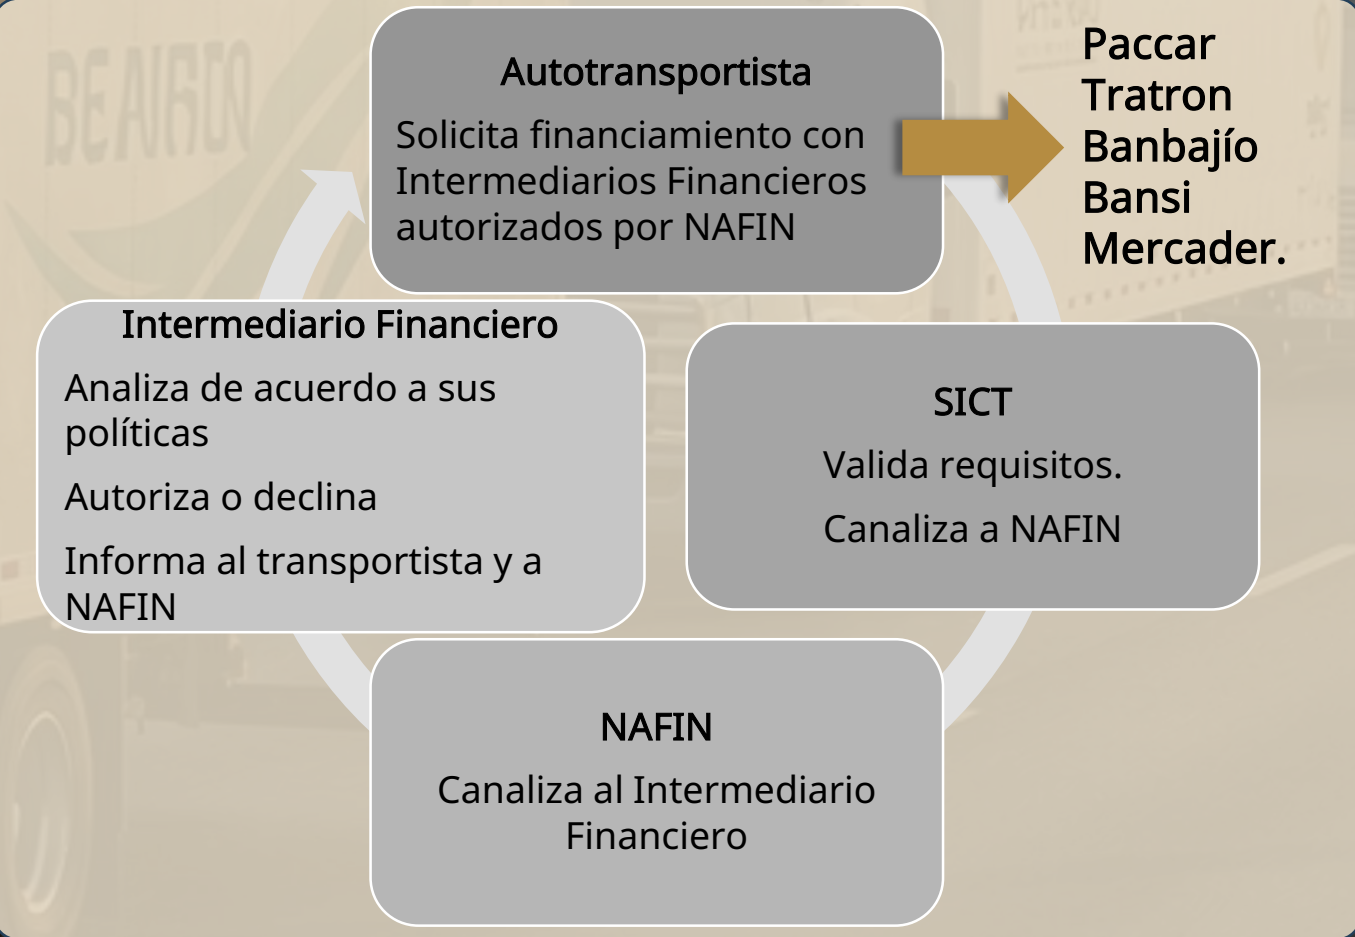 Autotransportista
Solicita financiamiento con
Intermediarios Financieros
autorizados por NAFIN
Paccar
Tratron
Banbajío
Bansi
Mercader.
SICT
Valida requisitos.
Canaliza a NAFIN
NAFIN
Canaliza al Intermediario
Financiero
Intermediario Financiero
Analiza de acuerdo a sus
políticas
Autoriza o declina
Informa al transportista y a
NAFIN